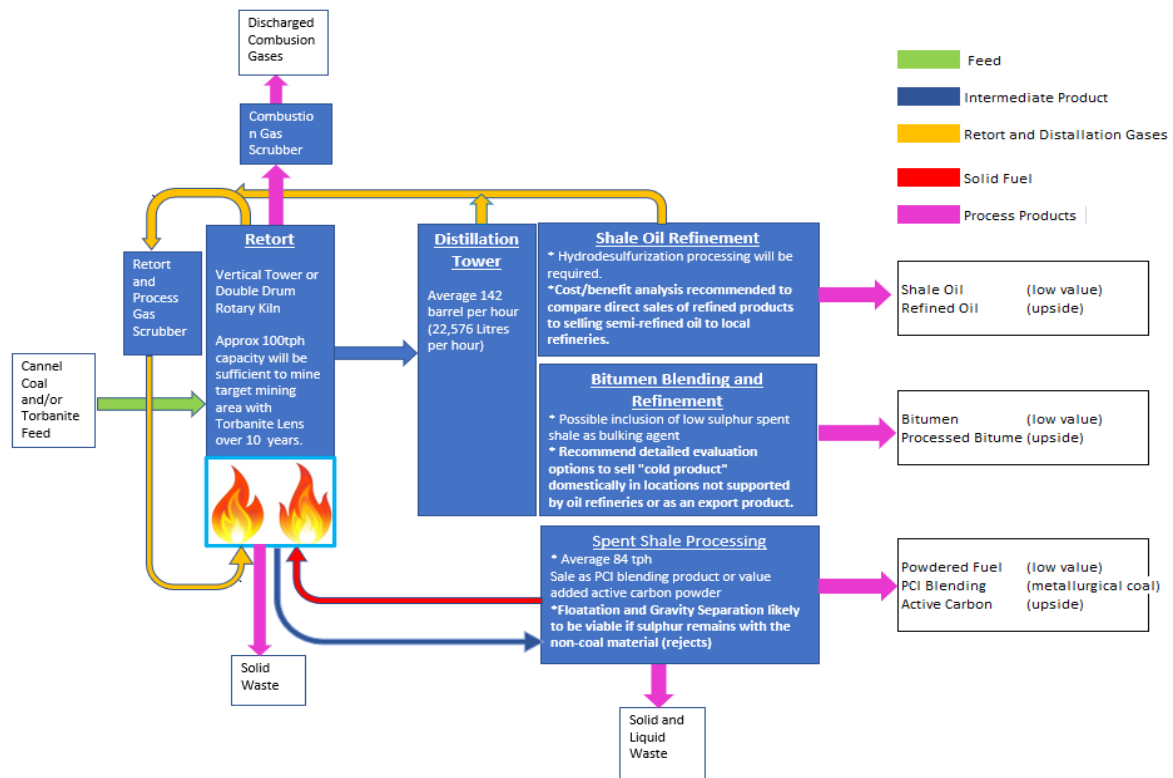 Discharged
Combusion
Gases
Combustio
n Gas
Scrubber
Feed
Intermediate Product
Retort and Distallation Gases
Solid Fuel
Process Products
Retort and
Process
Gas
Scrubber
Cannel
Coal
and/or
Torbanite
Feed
Retort
Vertical Tower or
Double Drum
Rotary Kiln
Approx 100tph
capacity will be
sufficient to mine
target mining
area with
Torbanite Lens
over 10 years.
Distillation
Tower
Average 142
barrel per hour
(22,576 Litres
per hour)
Shale Oil Refinement
* Hydrodesulfurization processing will be
required.
*Cost/benefit analysis recommended to
compare direct sales of refined products
to selling semi-refined oil to local
refineries.
Shale Oil (low value)
Refined Oil (upside)
Bitumen Blending and
Refinement
* Possible inclusion of low sulphur spent
shale as bulking agent
* Recommend detailed evaluation
options to sell "cold product"
domestically in locations not supported
by oil refineries or as an export product.
Bitumen (low value)
Processed Bitume (upside)
Spent Shale Processing
* Average 84 tph
Sale as PCI blending product or value
added active carbon powder
*Floatation and Gravity Separation likely
to be viable if sulphur remains with the
non-coal material (rejects)
Powdered Fuel (low value)
PCI Blending (metallurgical coal)
Active Carbon (upside)
Solid
Waste
Solid and
Liquid
Waste